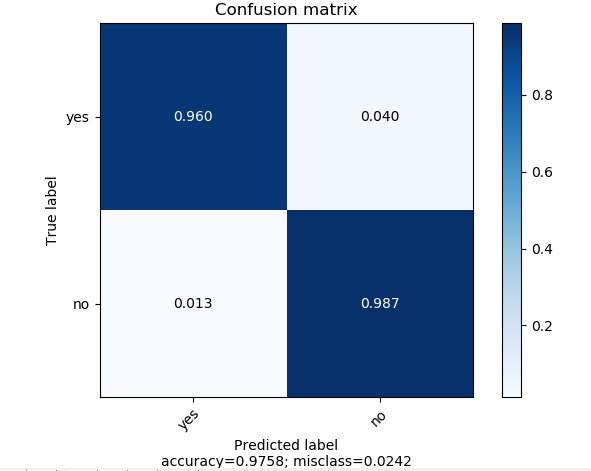 Confusion matrix
yes
0.960
0.040
0.8
0.6
True label
0.4
no
0.013
0.987
0.2
yes
no
Predicted label
accuracy=0.9758; misclass=0.0242